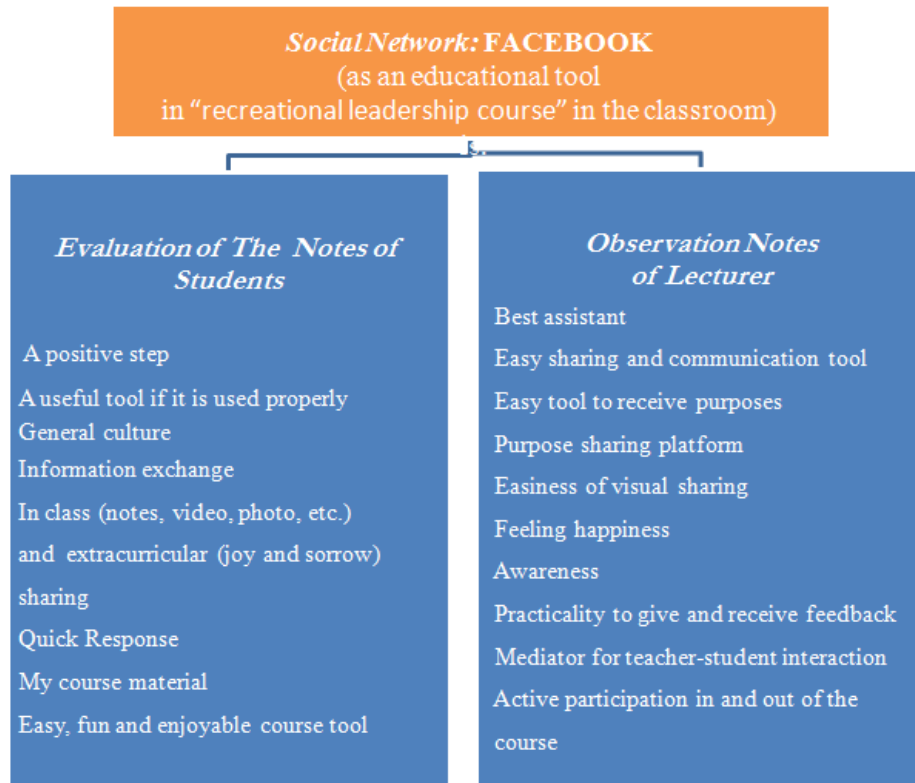 Social Network: FACEBOOK
(as an educational tool
in “recreational leadership course” in the classroom)
Evaluation of The Notes of
Students
A positive step
A useful tool if it is used properly
General culture
Information exchange
In class (notes, video, photo, etc.)
and extracurricular (joy and sorrow)
sharing
Quick Response
My course material
Easy, fun and enjoyable course tool
Observation Notes
of Lecturer
Best assistant
Easy sharing and communication tool
Easy tool to receive purposes
Purpose sharing platform
Easiness of visual sharing
Feeling happiness
Awareness
Practicality to give and receive feedback
Mediator for teacher-student interaction
Active participation in and out of the
course